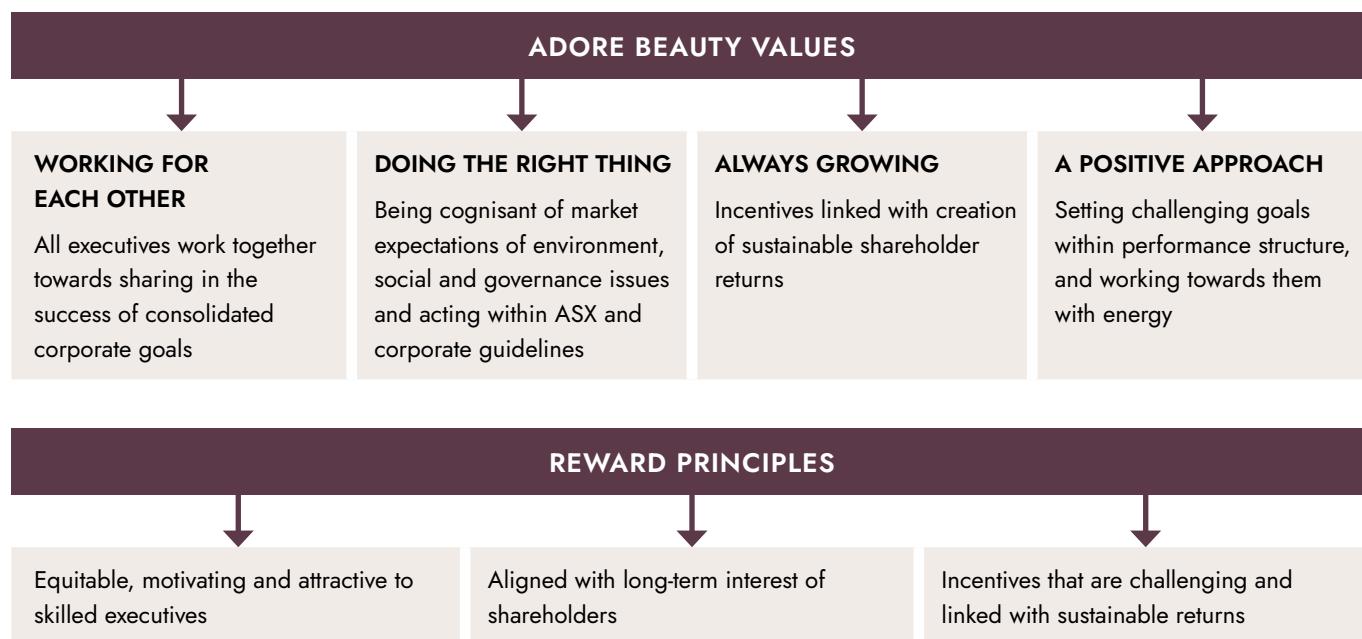 ADORE BEAUTY VALUES
WORKING FOR
EACH OTHER
All executives work together
towards sharing in the
success of consolidated
corporate goals
DOING THE RIGHT THING
Being cognisant of market
expectations of environment,
social and governance issues
and acting within ASX and
corporate guidelines
ALWAYS GROWING
Incentives linked with creation
of sustainable shareholder
returns
A POSITIVE APPROACH
Setting challenging goals
within performance structure,
and working towards them
with energy
REWARD PRINCIPLES
Equitable, motivating and attractive to
skilled executives
Aligned with long-term interest of
shareholders
Incentives that are challenging and
linked with sustainable returns